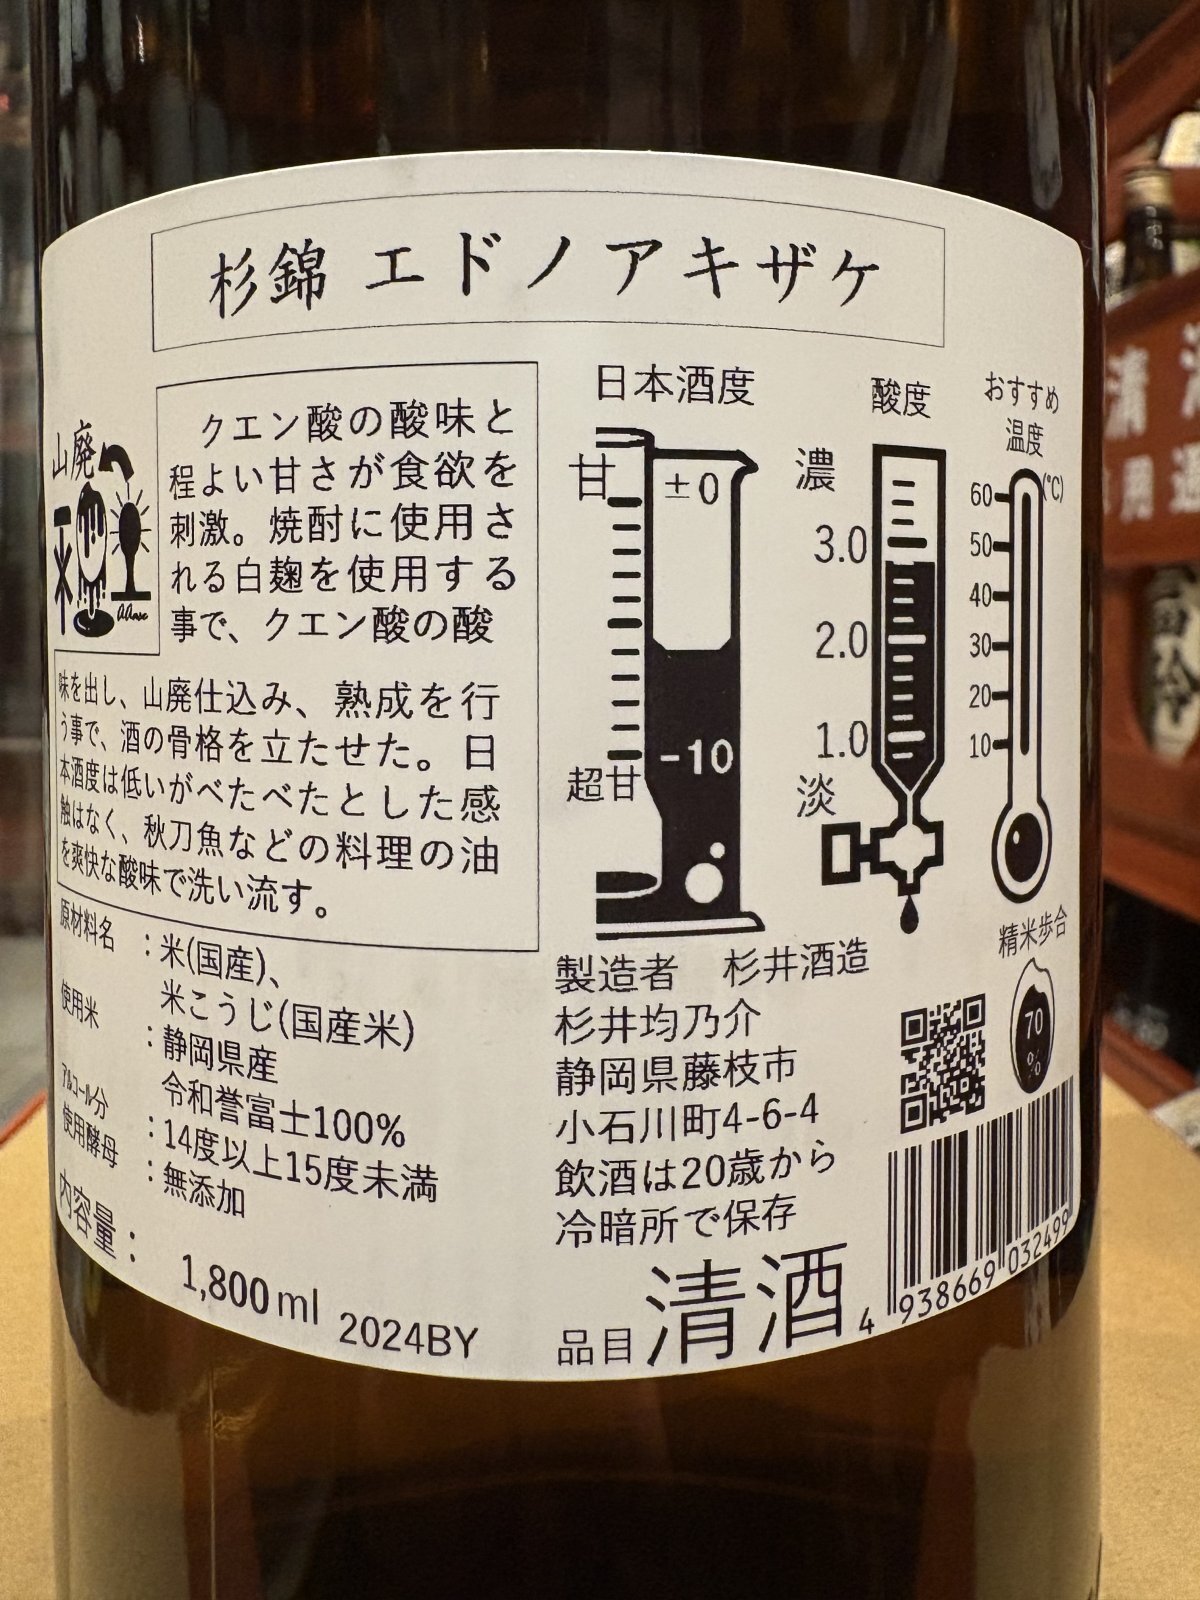 杉錦 エドノアキザケ
山廃
米
クエン酸の酸味と
程よい甘さが食欲を
刺激。焼酎に使用さ
れる白麹を使用する
事で、クエン酸の酸
味を出し、山廃仕込み、熟成を行
う事で、酒の骨格を立たせた。日
本酒度は低いがべたべたとした感
触はなく、秋刀魚などの料理の油
を爽快な酸味で洗い流す。
原材料名:米(国産)、
米こうじ(国産米)
使用米:静岡県産
令和誉富士100%
アルコール分:14度以上15度未満
使用酵母:無添加
内容量: 1,800ml
2024BY
日本酒度
甘
±0
-10
超甘
酸度
濃
3.0
2.0
1.0
淡
おすすめ
温度
(℃)
60
50
40
30
20
10
精米歩合
70
%
製造者 杉井酒造
杉井均乃介
静岡県藤枝市
小石川町4-6-4
飲酒は20歳から
冷暗所で保存
品目 清酒
4 938669 032499
清
用
酒